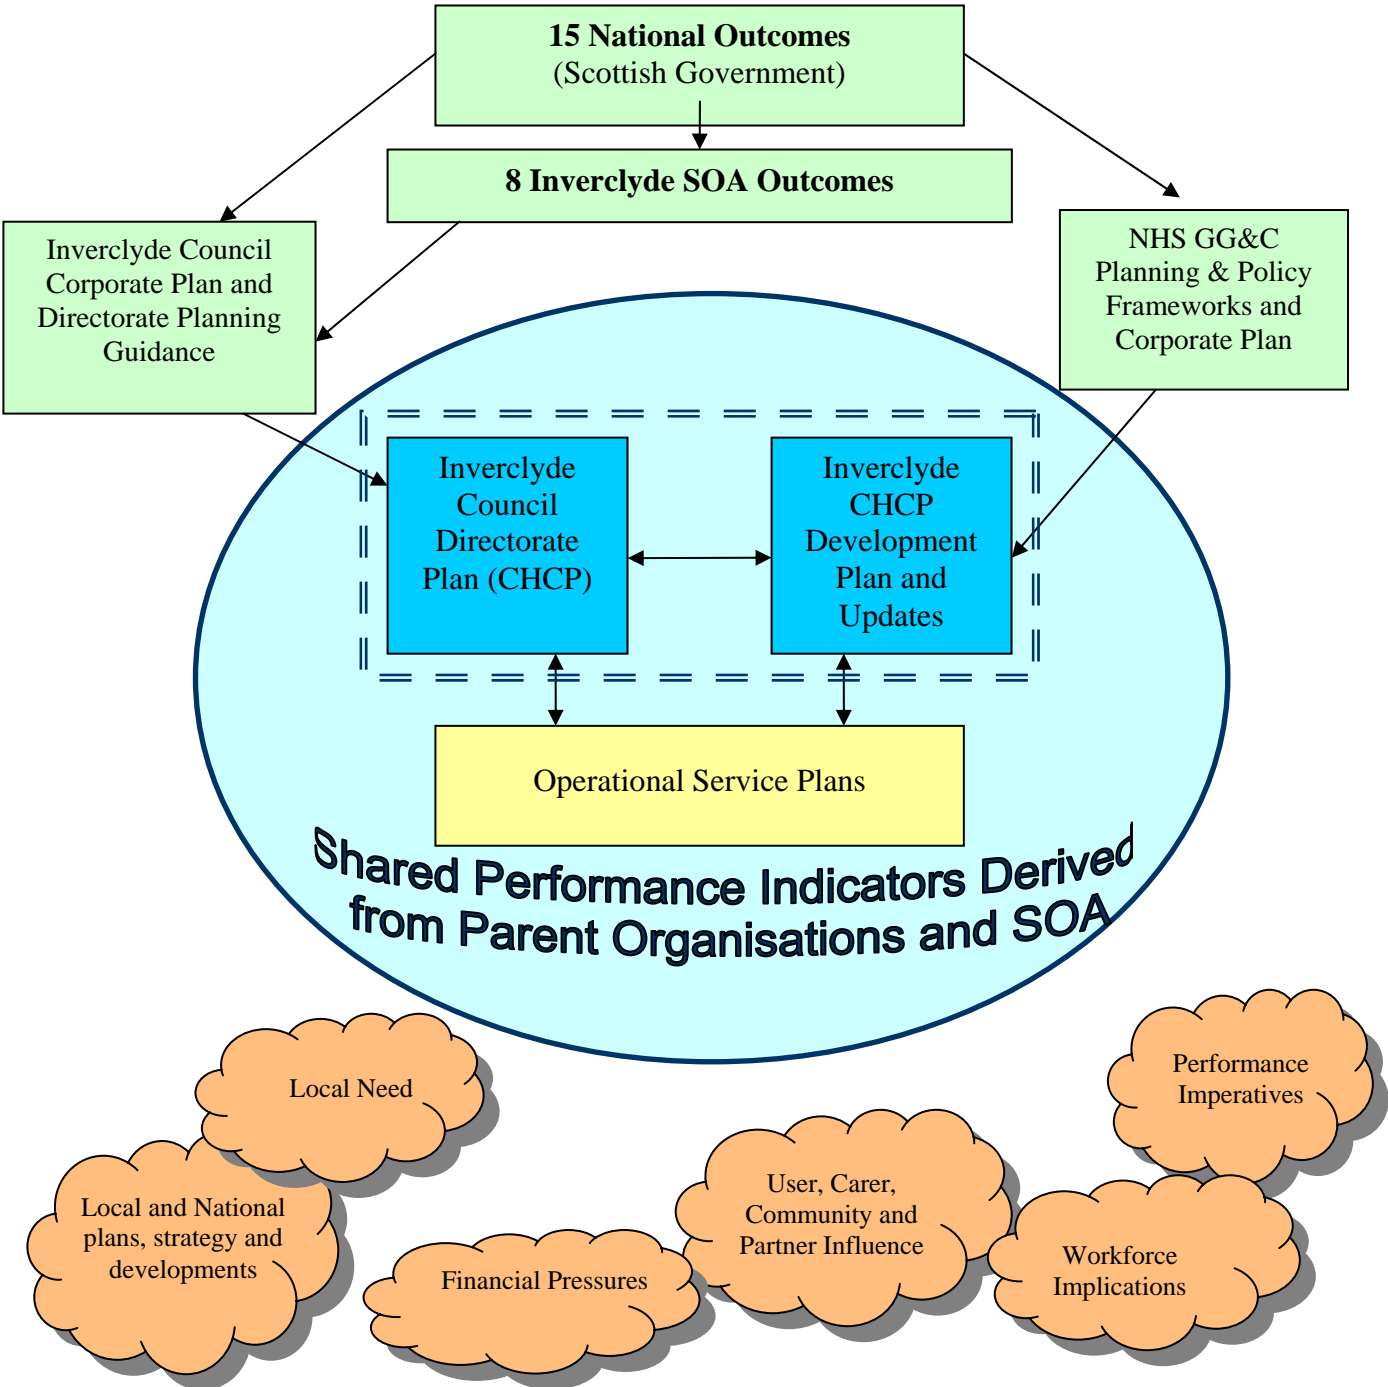 15 National Outcomes
(Scottish Government)
8 Inverclyde SOA Outcomes
Inverclyde Council
Corporate Plan and
Directorate Planning
Guidance
NHS GG&C
Planning & Policy
Frameworks and
Corporate Plan
Inverclyde
Council
Directorate
Plan (CHCP)
Inverclyde
CHCP
Development
Plan and
Updates
Operational Service Plans
Shared Performance Indicators Derived
from Parent Organisations and SOA
Local Need
Performance
Imperatives
Local and National
plans, strategy and
developments
User, Carer,
Community and
Partner Influence
Financial Pressures
Workforce
Implications